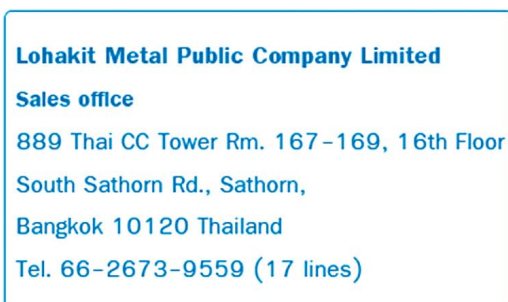 Lohakit Metal Public Company Limited
Sales office
889 Thai CC Tower Rm. 167-169, 16th Floor
South Sathorn Rd., Sathorn,
Bangkok 10120 Thailand
Tel. 66-2673-9559 (17 lines)